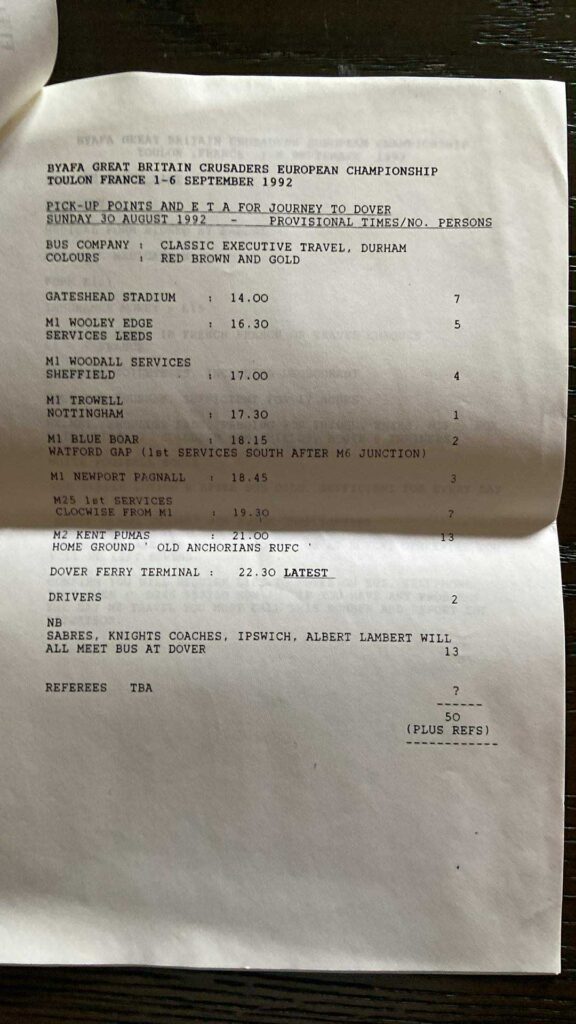 BYAFA GREAT BRITAIN CRUSADERS EUROPEAN CHAMPIONSHIP
TOULON FRANCE 1-6 SEPTEMBER 1992
PICK-UP POINTS AND E T A FOR JOURNEY TO DOVER
SUNDAY 30 AUGUST 1992 - PROVISIONAL TIMES/NO. PERSONS
BUS COMPANY : CLASSIC EXECUTIVE TRAVEL, DURHAM
COLOURS : RED BROWN AND GOLD
GATESHEAD STADIUM : 14.00 7
M1 WOOLEY EDGE : 16.30 5
SERVICES LEEDS
M1 WOODALL SERVICES
SHEFFIELD : 17.00 4
M1 TROWELL
NOTTINGHAM : 17.30 1
M1 BLUE BOAR : 18.15 2
WATFORD GAP (1st SERVICES SOUTH AFTER M6 JUNCTION)
M1 NEWPORT PAGNALL : 18.45 3
M25 1st SERVICES
CLOCWISE FROM M1 : 19.30 ?
M2 KENT PUMAS : 21.00 13
HOME GROUND ' OLD ANCHORIANS RUFC '
DOVER FERRY TERMINAL : 22.30 LATEST
DRIVERS 2
NB
SABRES, KNIGHTS COACHES, IPSWICH, ALBERT LAMBERT WILL
ALL MEET BUS AT DOVER 13
REFEREES TBA ?
------
50
(PLUS REFS)
------------